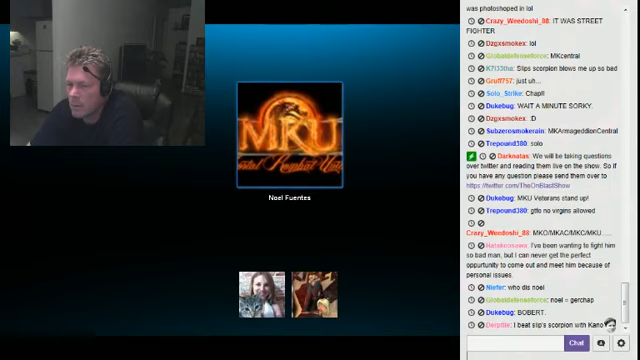 was photoshoped in lol
Crazy_Weedoshi_88: IT WAS STREET
FIGHTER
Dzgxsmokex: lol
Globaldefenseforce: MKcentral
K7l33tha: Slips scorpion blows me up so bad
Gruff757: just uh...
Solo_Strike: Chapl!
Dukebug: WAIT A MINUTE SORKY.
Dzgxsmokex: :D
Subzerosmokerain: MKArmageddionCentral
Trepound380: solo
Darknatas: We will be taking questions
over twitter and reading them live on the show. So if
you have any question please send them over to
https://twitter.com/TheOnBlastShow
Dukebug: MKU Veterans stand up!
Trepound380: gtfo no virgins allowed
Crazy_Weedoshi_88: MKO/MKAC/MKC/MKU.....
I've been wanting to fight him
so bad man, but I can never get the perfect
oppurtunity to come out and meet him because of
personal issues.
Niefer: who dis noel
Globaldefenseforce: noel = gerchap
Dukebug: BOBERT.
Derptile: I beat slip's scorpion with Kano
MKU
Noel Fuentes
Chat